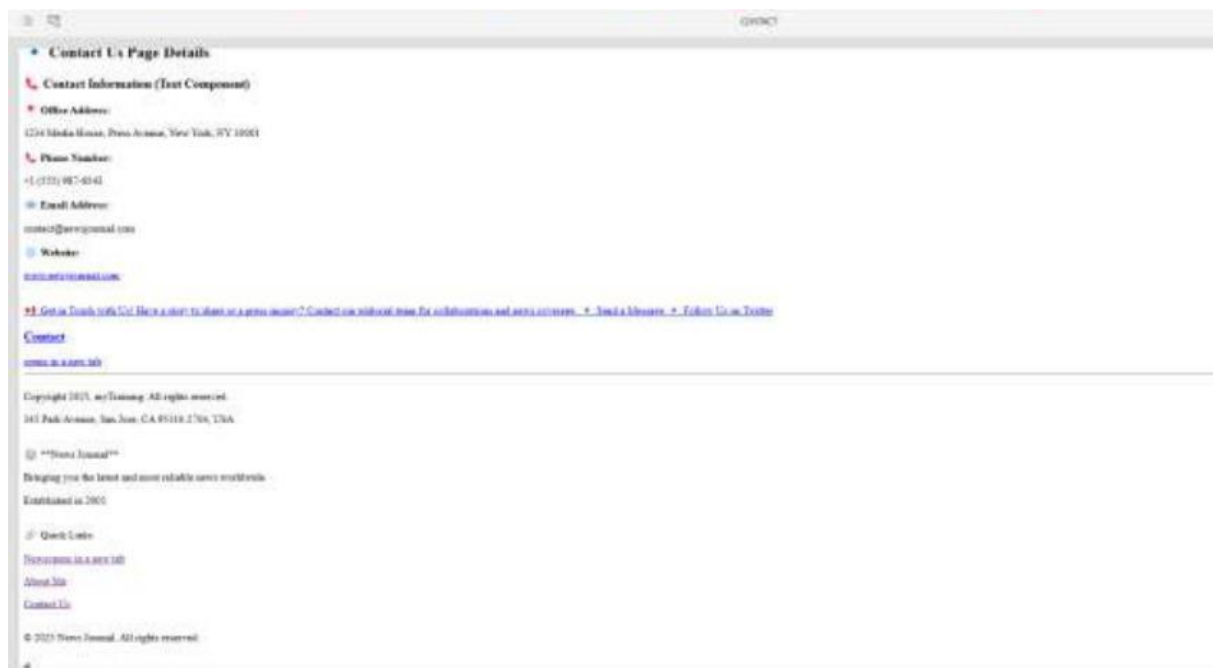 CONTACT
Contact Us Page Details
Contact Information (Text Component)
Office Address:
1234 Media House, Press Avenue, New York, NY 10001
Phone Number:
+1 (555) 987-6543
Email Address:
contact@newsjournal.com
Website:
www.newsjournal.com
Get in Touch with Us! Have a story to share or a press inquiry? Contact our editorial team for collaborations and news coverage. Send a Message Follow Us on Twitter
Contact
opens in a new tab
Copyright 2025, myTraining. All rights reserved.
345 Park Avenue, San Jose, CA 95110-2704, USA
**News Journal**
Bringing you the latest and most reliable news worldwide.
Established in
Quick Links
Newsopens in a new tab
About Me
Contact Us
© 2025 News Journal. All rights reserved.